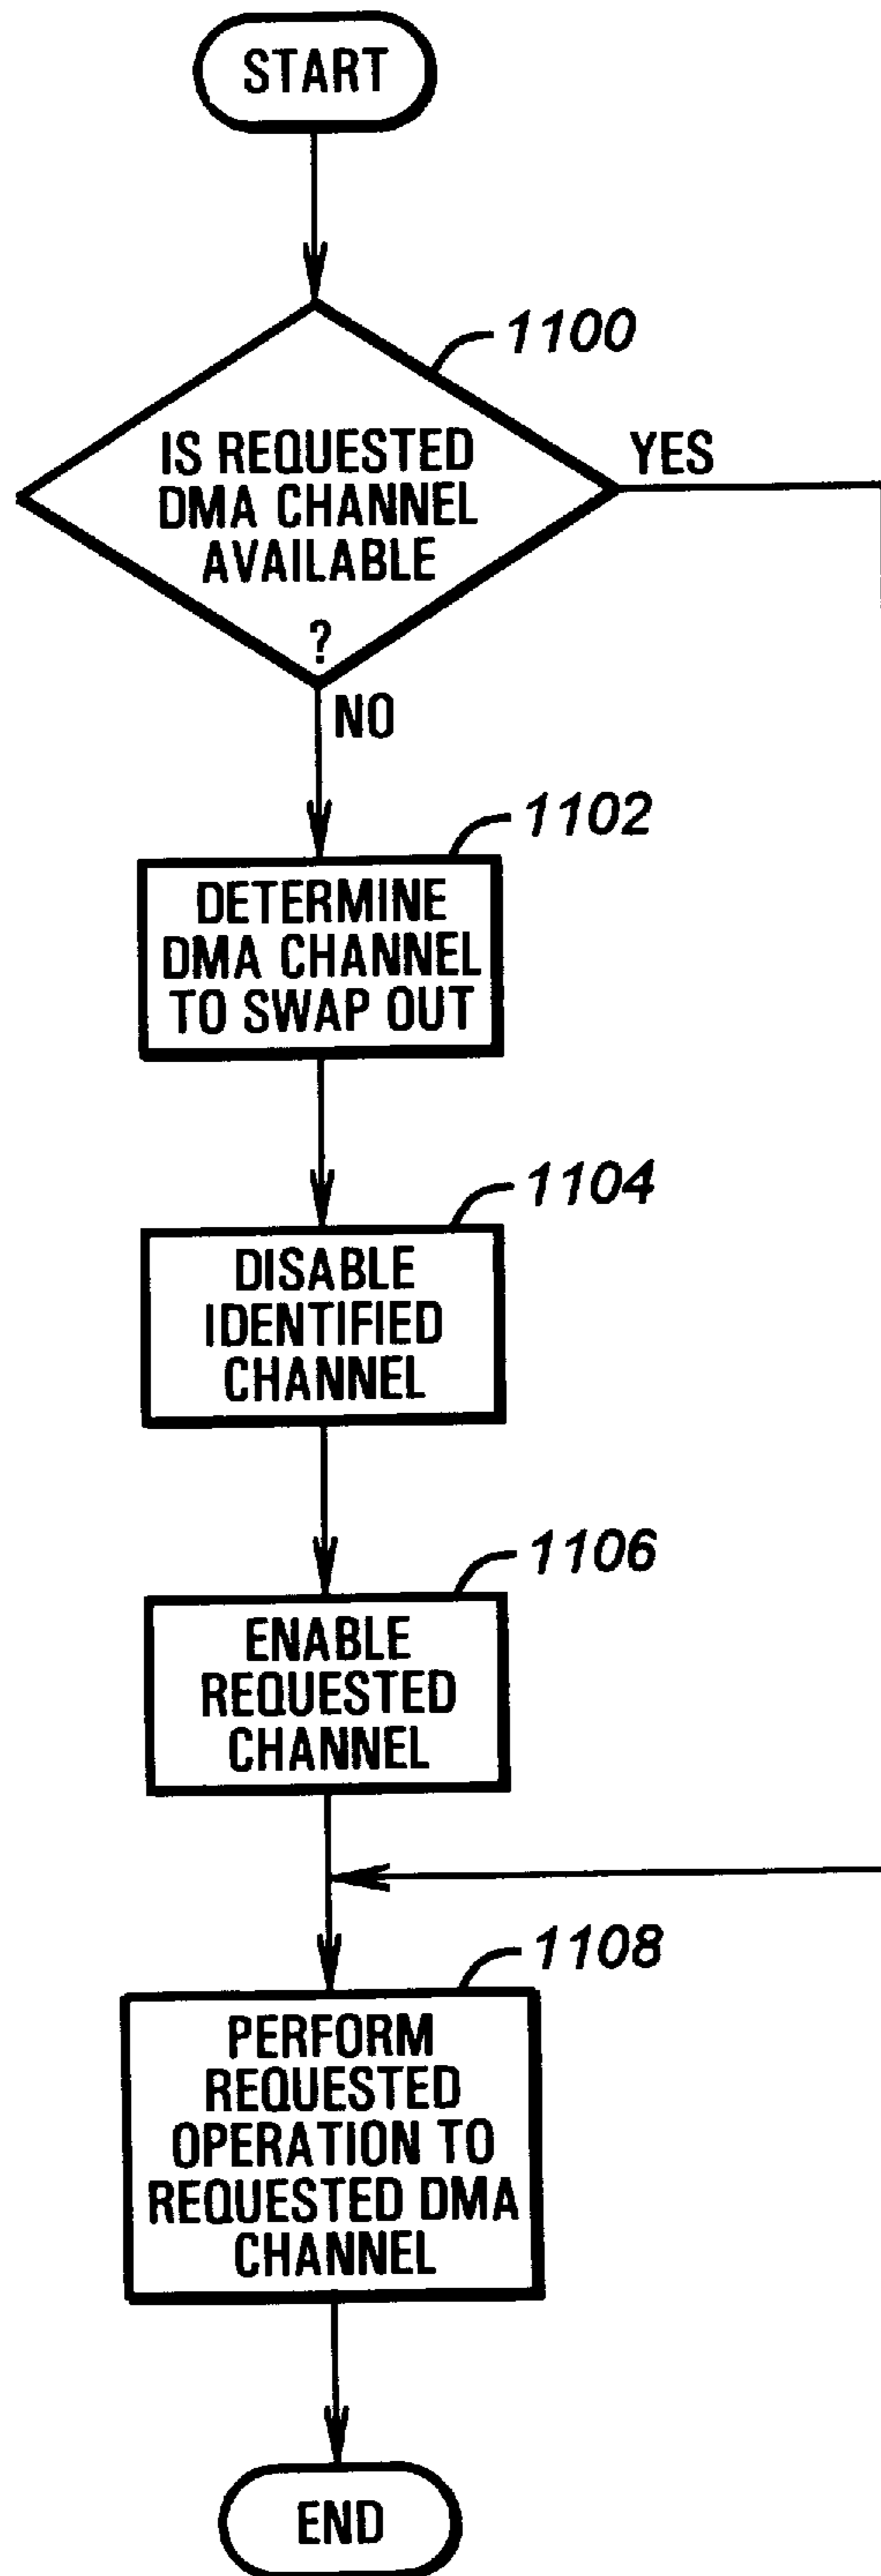 START
1100
IS REQUESTED
DMA CHANNEL
AVAILABLE
?
YES
NO
1102
DETERMINE
DMA CHANNEL
TO SWAP OUT
1104
DISABLE
IDENTIFIED
CHANNEL
1106
ENABLE
REQUESTED
CHANNEL
1108
PERFORM
REQUESTED
OPERATION TO
REQUESTED DMA
CHANNEL
END